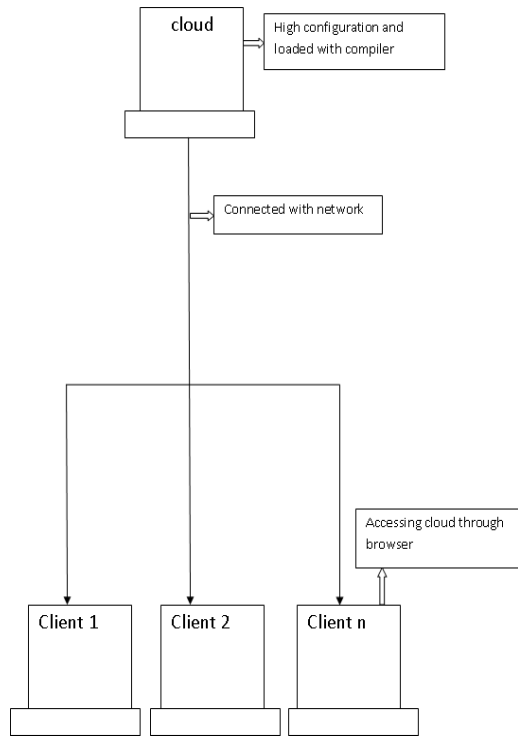 cloud
High configuration and
loaded with compiler
Connected with network
Accessing cloud through
browser
Client 1
Client 2
Client n